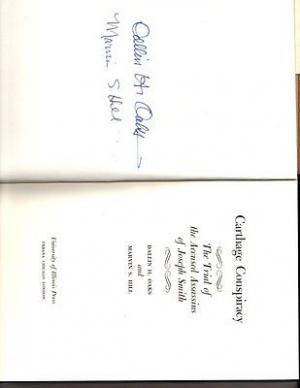 Dallin H. Oaks
Marvin S. Hill
Carthage Conspiracy
The Trial of
the Accused Assassins
of Joseph Smith
DALLIN H. OAKS
and
MARVIN S. HILL
University of Illinois Press
URBANA CHICAGO LONDON